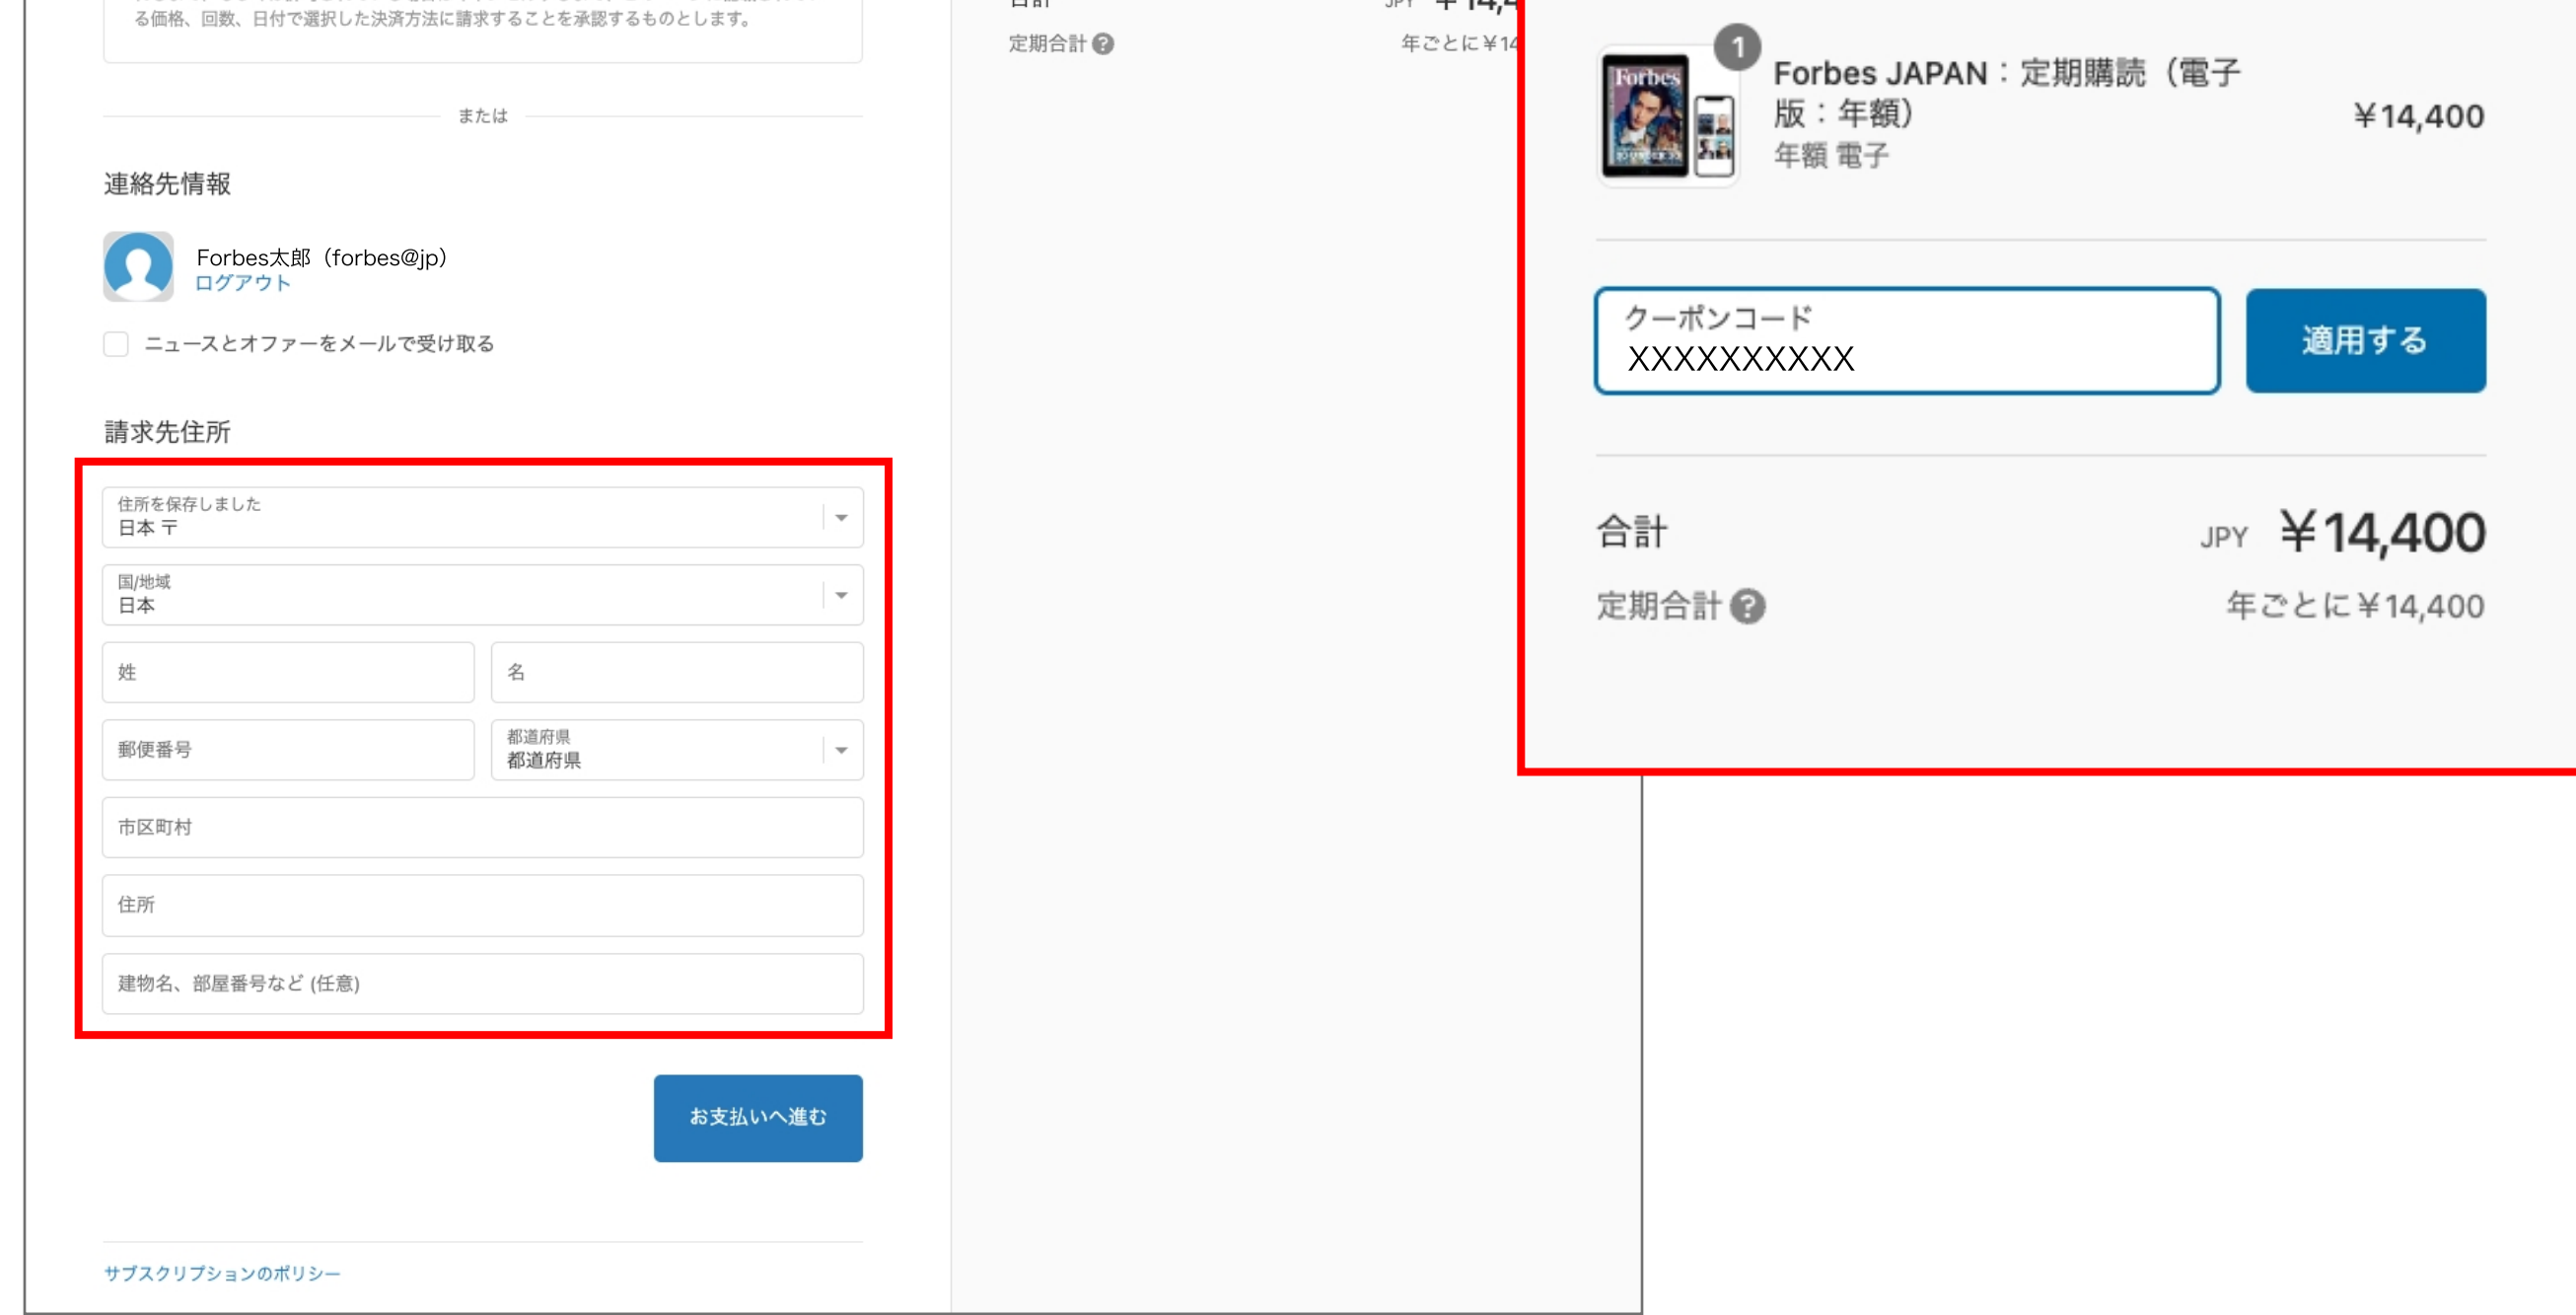 る価格、回数、日付で選択した決済方法に請求することを承認するものとします。
または
連絡先情報
Forbes太郎（forbes@jp）
ログアウト
ニュースとオファーをメールで受け取る
請求先住所
住所を保存しました
日本 〒
国/地域
日本
姓
名
郵便番号
都道府県
都道府県
市区町村
住所
建物名、部屋番号など (任意)
お支払いへ進む
サブスクリプションのポリシー
合計
JPY ¥14,4
定期合計 ?
年ごとに¥14
Forbes
1
Forbes JAPAN：定期購読（電子
版：年額）
年額 電子
¥14,400
クーポンコード
XXXXXXXXXX
適用する
合計
JPY ¥14,400
定期合計 ?
年ごとに¥14,400